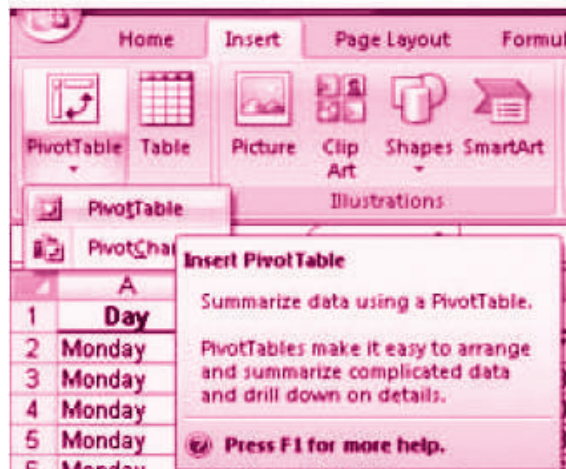 Home Insert Page Layout
PivotTable Table Picture Clip Art Shapes SmartArt
Illustrations
PivotTable
Insert PivotTable
A
Summarize data using a PivotTable.
1 Day
2 Monday
PivotTables make it easy to arrange
3 Monday
and summarize complicated data
4 Monday
and drill down on details.
5 Monday
Press F1 for more help.